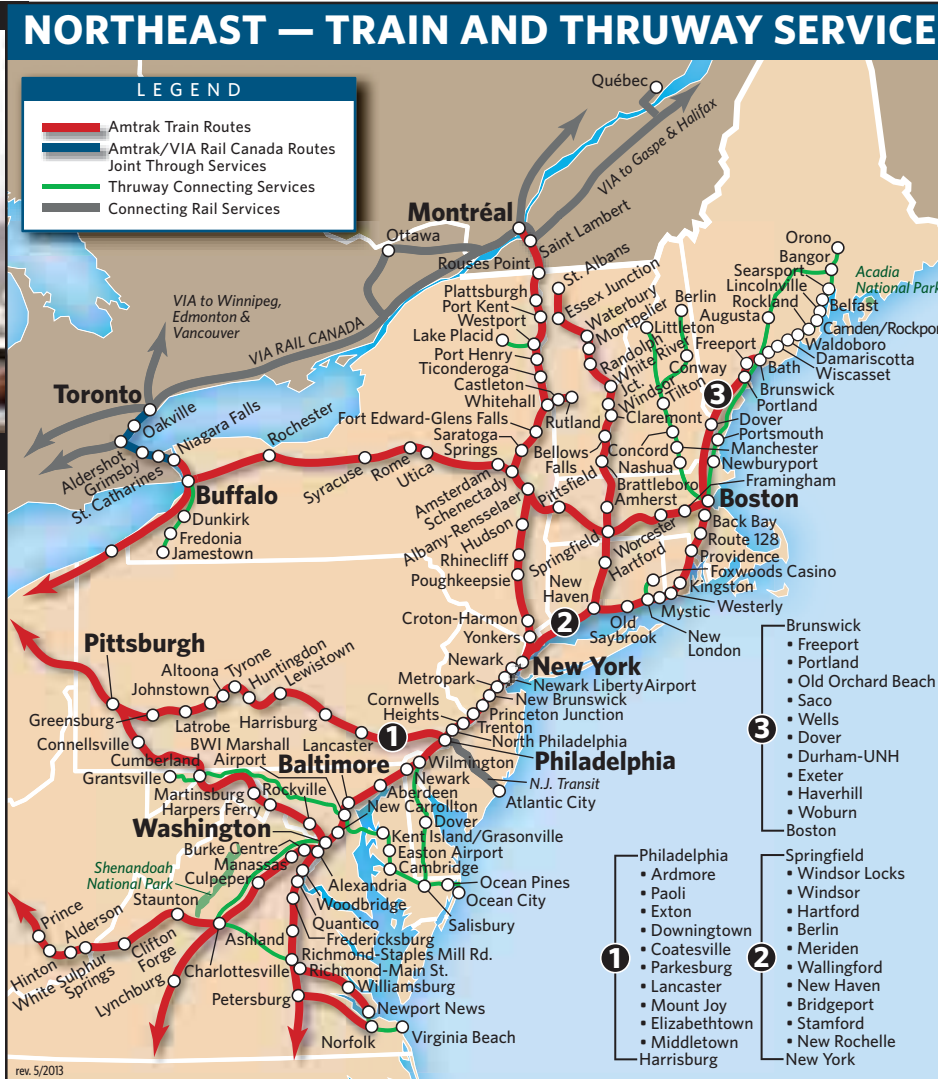 NORTHEAST — TRAIN AND THRUWAY SERVICE
LEGEND
Amtrak Train Routes
Amtrak/VIA Rail Canada Routes
Joint Through Services
Thruway Connecting Services
Connecting Rail Services
Québec
VIA to Gaspe & Halifax
Montréal
Saint Lambert
Ottawa
Rouses Point
VIA to Winnipeg,
Edmonton &
Vancouver
VIA RAIL CANADA
Plattsburgh
Port Kent
Westport
Lake Placid
Port Henry
Ticonderoga
Castleton
Whitehall
Rutland
Fort Edward-Glens Falls
Saratoga
Springs
St. Albans
Essex Junction
Waterbury
Montpelier
Randolph
White River
Jct.
Windsor
Claremont
Bellows
Falls
Brattleboro
Amherst
Berlin
Littleton
Conway
Tilton
Concord
Manchester
Nashua
Orono
Bangor
Searsport
Lincolnville
Rockland
Augusta
Freeport
Acadia
National Park
Belfast
Camden/Rockpor
Waldoboro
Damariscotta
Wiscasset
Bath
Brunswick
Portland
3
Dover
Portsmouth
Newburyport
Framingham
Boston
Back Bay
Route 128
Providence
Foxwoods Casino
Kingston
Westerly
Mystic
New
London
Old
Saybrook
New
Haven
2
Toronto
Oakville
Aldershot
Grimsby
St. Catharines
Niagara Falls
Buffalo
Dunkirk
Fredonia
Jamestown
Rochester
Syracuse
Rome
Utica
Amsterdam
Schenectady
Albany-Rensselaer
Hudson
Rhinecliff
Poughkeepsie
Croton-Harmon
Yonkers
Pittsfield
Springfield
Worcester
Hartford
New York
Newark
Newark Liberty Airport
Metropark
New Brunswick
Princeton Junction
Cornwells
Heights
Trenton
North Philadelphia
Philadelphia
N.J. Transit
Atlantic City
Pittsburgh
Greensburg
Latrobe
Johnstown
Altoona
Tyrone
Huntingdon
Lewistown
Harrisburg
Lancaster
1
Connellsville
Cumberland
Grantsville
Martinsburg
Harpers Ferry
Rockville
BWI Marshall
Airport
Baltimore
Wilmington
Newark
Aberdeen
New Carrollton
Dover
Washington
Kent Island/Grasonville
Easton Airport
Cambridge
Ocean Pines
Ocean City
Salisbury
Burke Centre
Manassas
Culpeper
Alexandria
Woodbridge
Quantico
Fredericksburg
Shenandoah
National Park
Staunton
Prince
Hinton
Alderson
White Sulphur
Springs
Clifton
Forge
Lynchburg
Charlottesville
Ashland
Richmond-Staples Mill Rd.
Richmond-Main St.
Williamsburg
Petersburg
Newport News
Norfolk
Virginia Beach
3
Brunswick
• Freeport
• Portland
• Old Orchard Beach
• Saco
• Wells
• Dover
• Durham-UNH
• Exeter
• Haverhill
• Woburn
Boston
1
Philadelphia
• Ardmore
• Paoli
• Exton
• Downingtown
• Coatesville
• Parkesburg
• Lancaster
• Mount Joy
• Elizabethtown
• Middletown
Harrisburg
2
Springfield
• Windsor Locks
• Windsor
• Hartford
• Berlin
• Meriden
• Wallingford
• New Haven
• Bridgeport
• Stamford
• New Rochelle
New York
rev. 5/2013